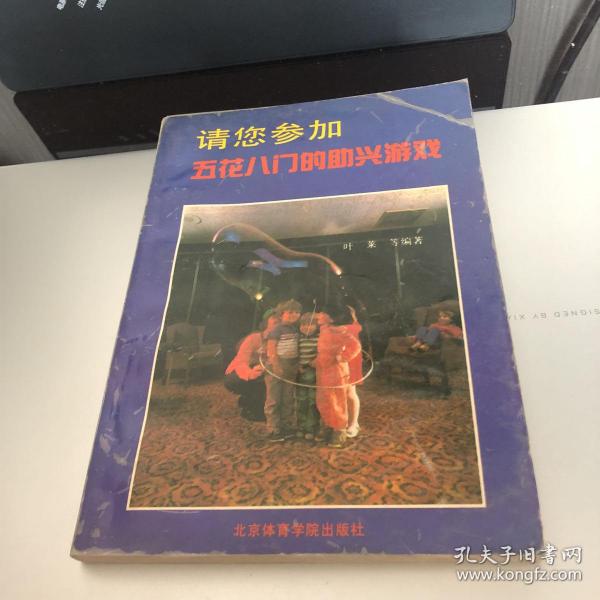 请您参加
五花八门的助兴游戏
叶 莱 等编著
北京体育学院出版社
SIGNED BY XIA
孔夫子旧书网
www.kongfz.com